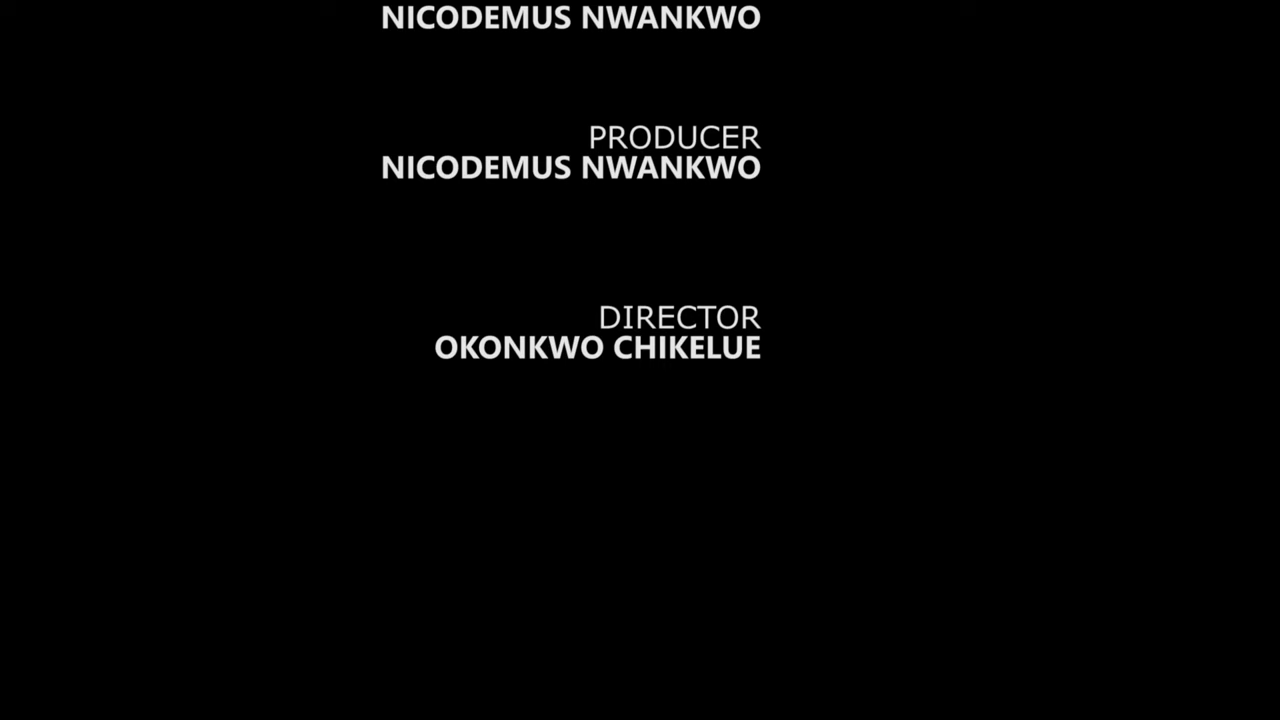 NICODEMUS NWANKWO
PRODUCER
NICODEMUS NWANKWO
DIRECTOR
OKONKWO CHIKELUE